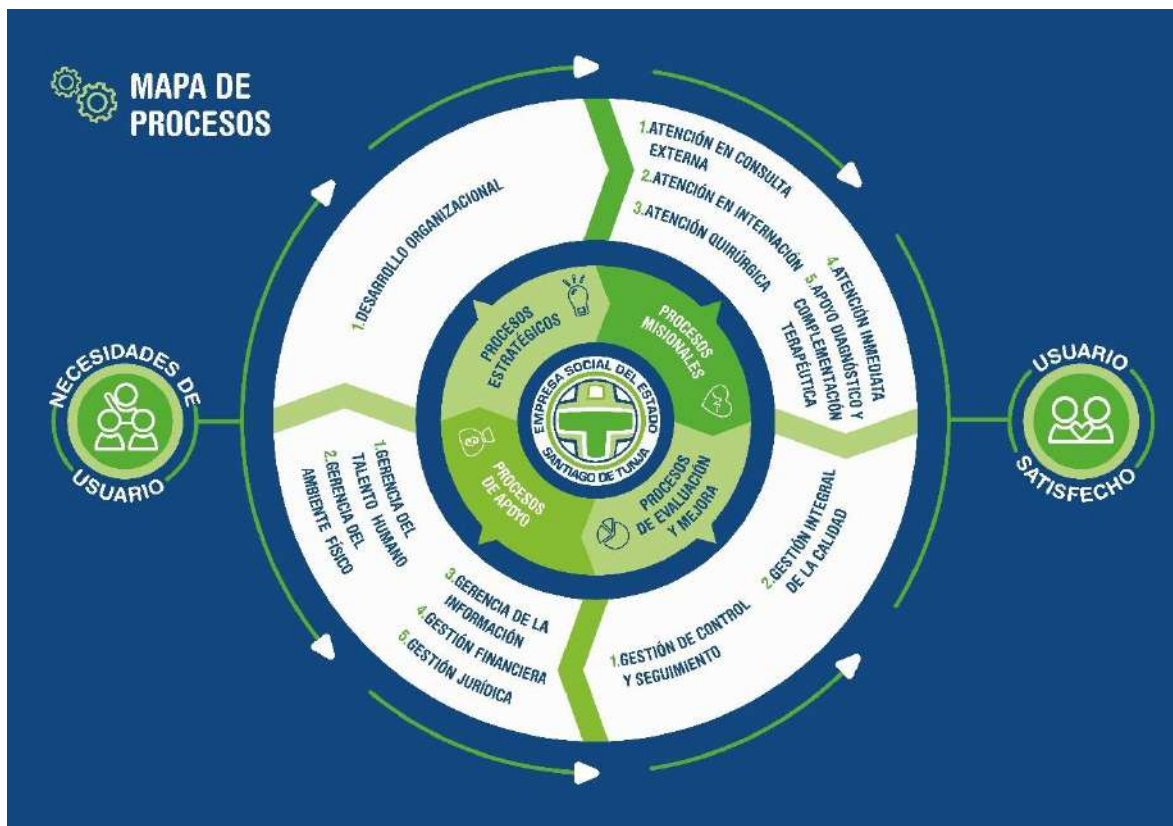 MAPA DE
PROCESOS
NECESIDADES DE
USUARIO
1.DESARROLLO ORGANIZACIONAL
1.ATENCIÓN EN CONSULTA
EXTERNA
2.ATENCIÓN EN INTERNACIÓN
3.ATENCIÓN QUIRÚRGICA
4.ATENCIÓN INMEDIATA
5.APOYO DIAGNÓSTICO Y
COMPLEMENTACIÓN
TERAPÉUTICA
PROCESOS
ESTRATÉGICOS
PROCESOS
MISIONALES
EMPRESA SOCIAL DEL ESTADO
SANTIAGO DE TUNJA
PROCESOS
DE APOYO
PROCESOS
DE EVALUACIÓN
Y MEJORA
USUARIO
SATISFECHO
1.GERENCIA DEL
TALENTO HUMANO
2.GERENCIA DEL
AMBIENTE FÍSICO
3.GERENCIA DE LA
INFORMACIÓN
4.GESTIÓN FINANCIERA
5.GESTIÓN JURÍDICA
1.GESTIÓN DE CONTROL
Y SEGUIMIENTO
2.GESTIÓN INTEGRAL
DE LA CALIDAD